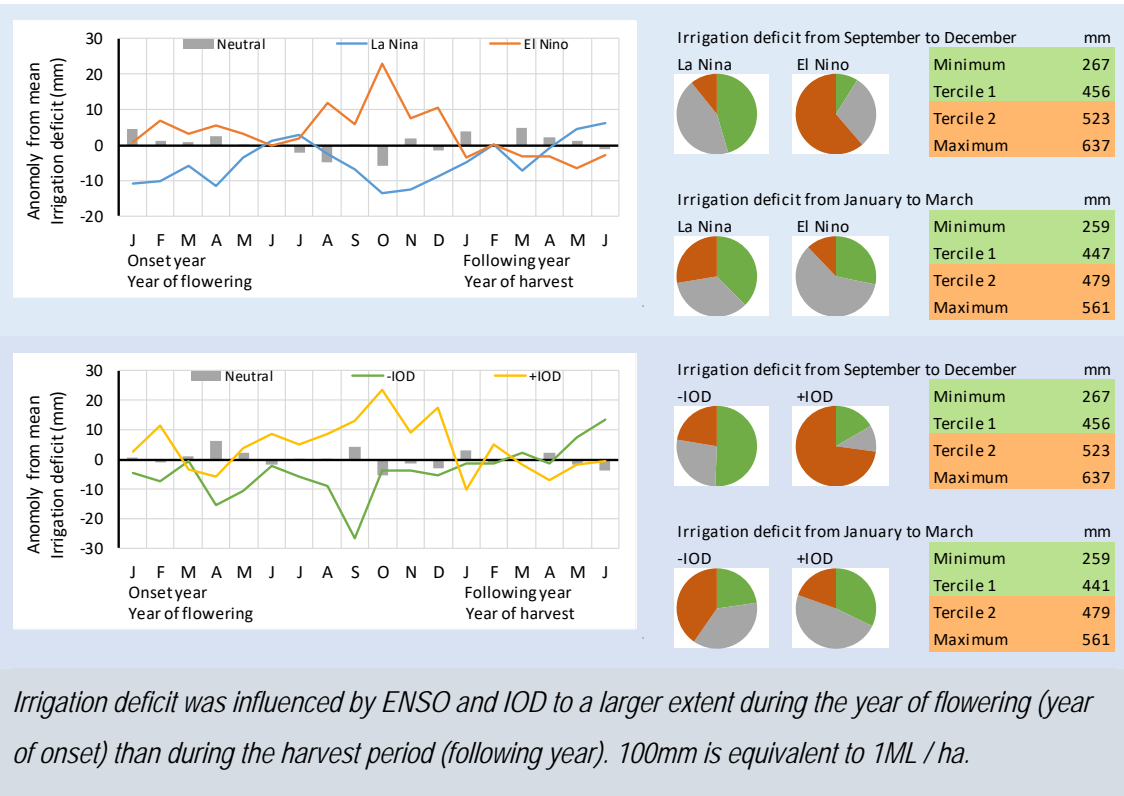 30
20
10
0
-10
-20
Anomoly from mean
Irrigation deficit (mm)
Neutral La Nina El Nino
J F M A M J J A S O N D J F M A M J
Onset year Following year
Year of flowering Year of harvest
Irrigation deficit from September to December mm
La Nina El Nino
Minimum 267
Tercile 1 456
Tercile 2 523
Maximum 637
Irrigation deficit from January to March mm
La Nina El Nino
Minimum 259
Tercile 1 447
Tercile 2 479
Maximum 561
30
20
10
0
-10
-20
-30
Anomoly from mean
Irrigation deficit (mm)
Neutral -IOD +IOD
J F M A M J J A S O N D J F M A M J
Onset year Following year
Year of flowering Year of harvest
Irrigation deficit from September to December mm
-IOD +IOD
Minimum 267
Tercile 1 456
Tercile 2 523
Maximum 637
Irrigation deficit from January to March mm
-IOD +IOD
Minimum 259
Tercile 1 441
Tercile 2 479
Maximum 561
Irrigation deficit was influenced by ENSO and IOD to a larger extent during the year of flowering (year
of onset) than during the harvest period (following year). 100mm is equivalent to 1ML / ha.